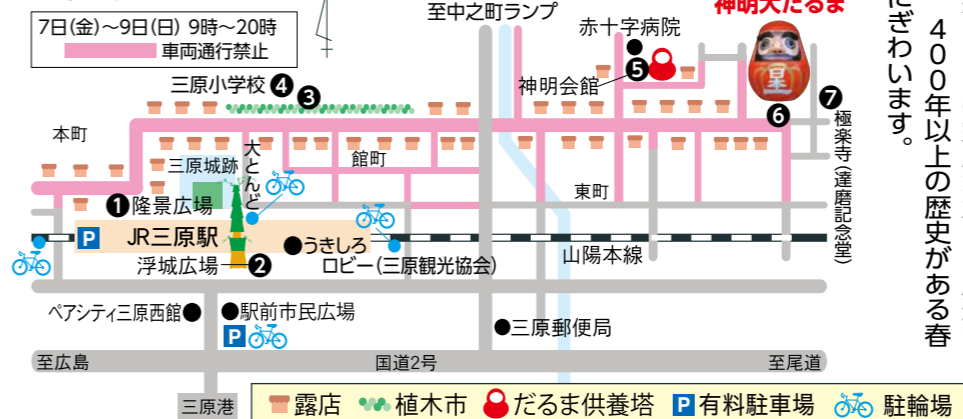 7日(金)〜9日(日) 9時〜20時
車両通行禁止
至中之町ランプ
神明大だるま
赤十字病院
三原小学校 ❹
❸
神明会館
❺
❻
❼
極楽寺(達磨記念堂)
400年以上の歴史がある春
にぎわいます。
本町
三原城跡
大とんど
館町
東町
❶隆景広場
P
JR三原駅
●うきしろ
ロビー(三原観光協会)
浮城広場
❷
山陽本線
ペアシティ三原西館●
●駅前市民広場
P
●三原郵便局
至広島
国道2号
至尾道
三原港
露店 植木市 だるま供養塔 P有料駐車場 駐輪場